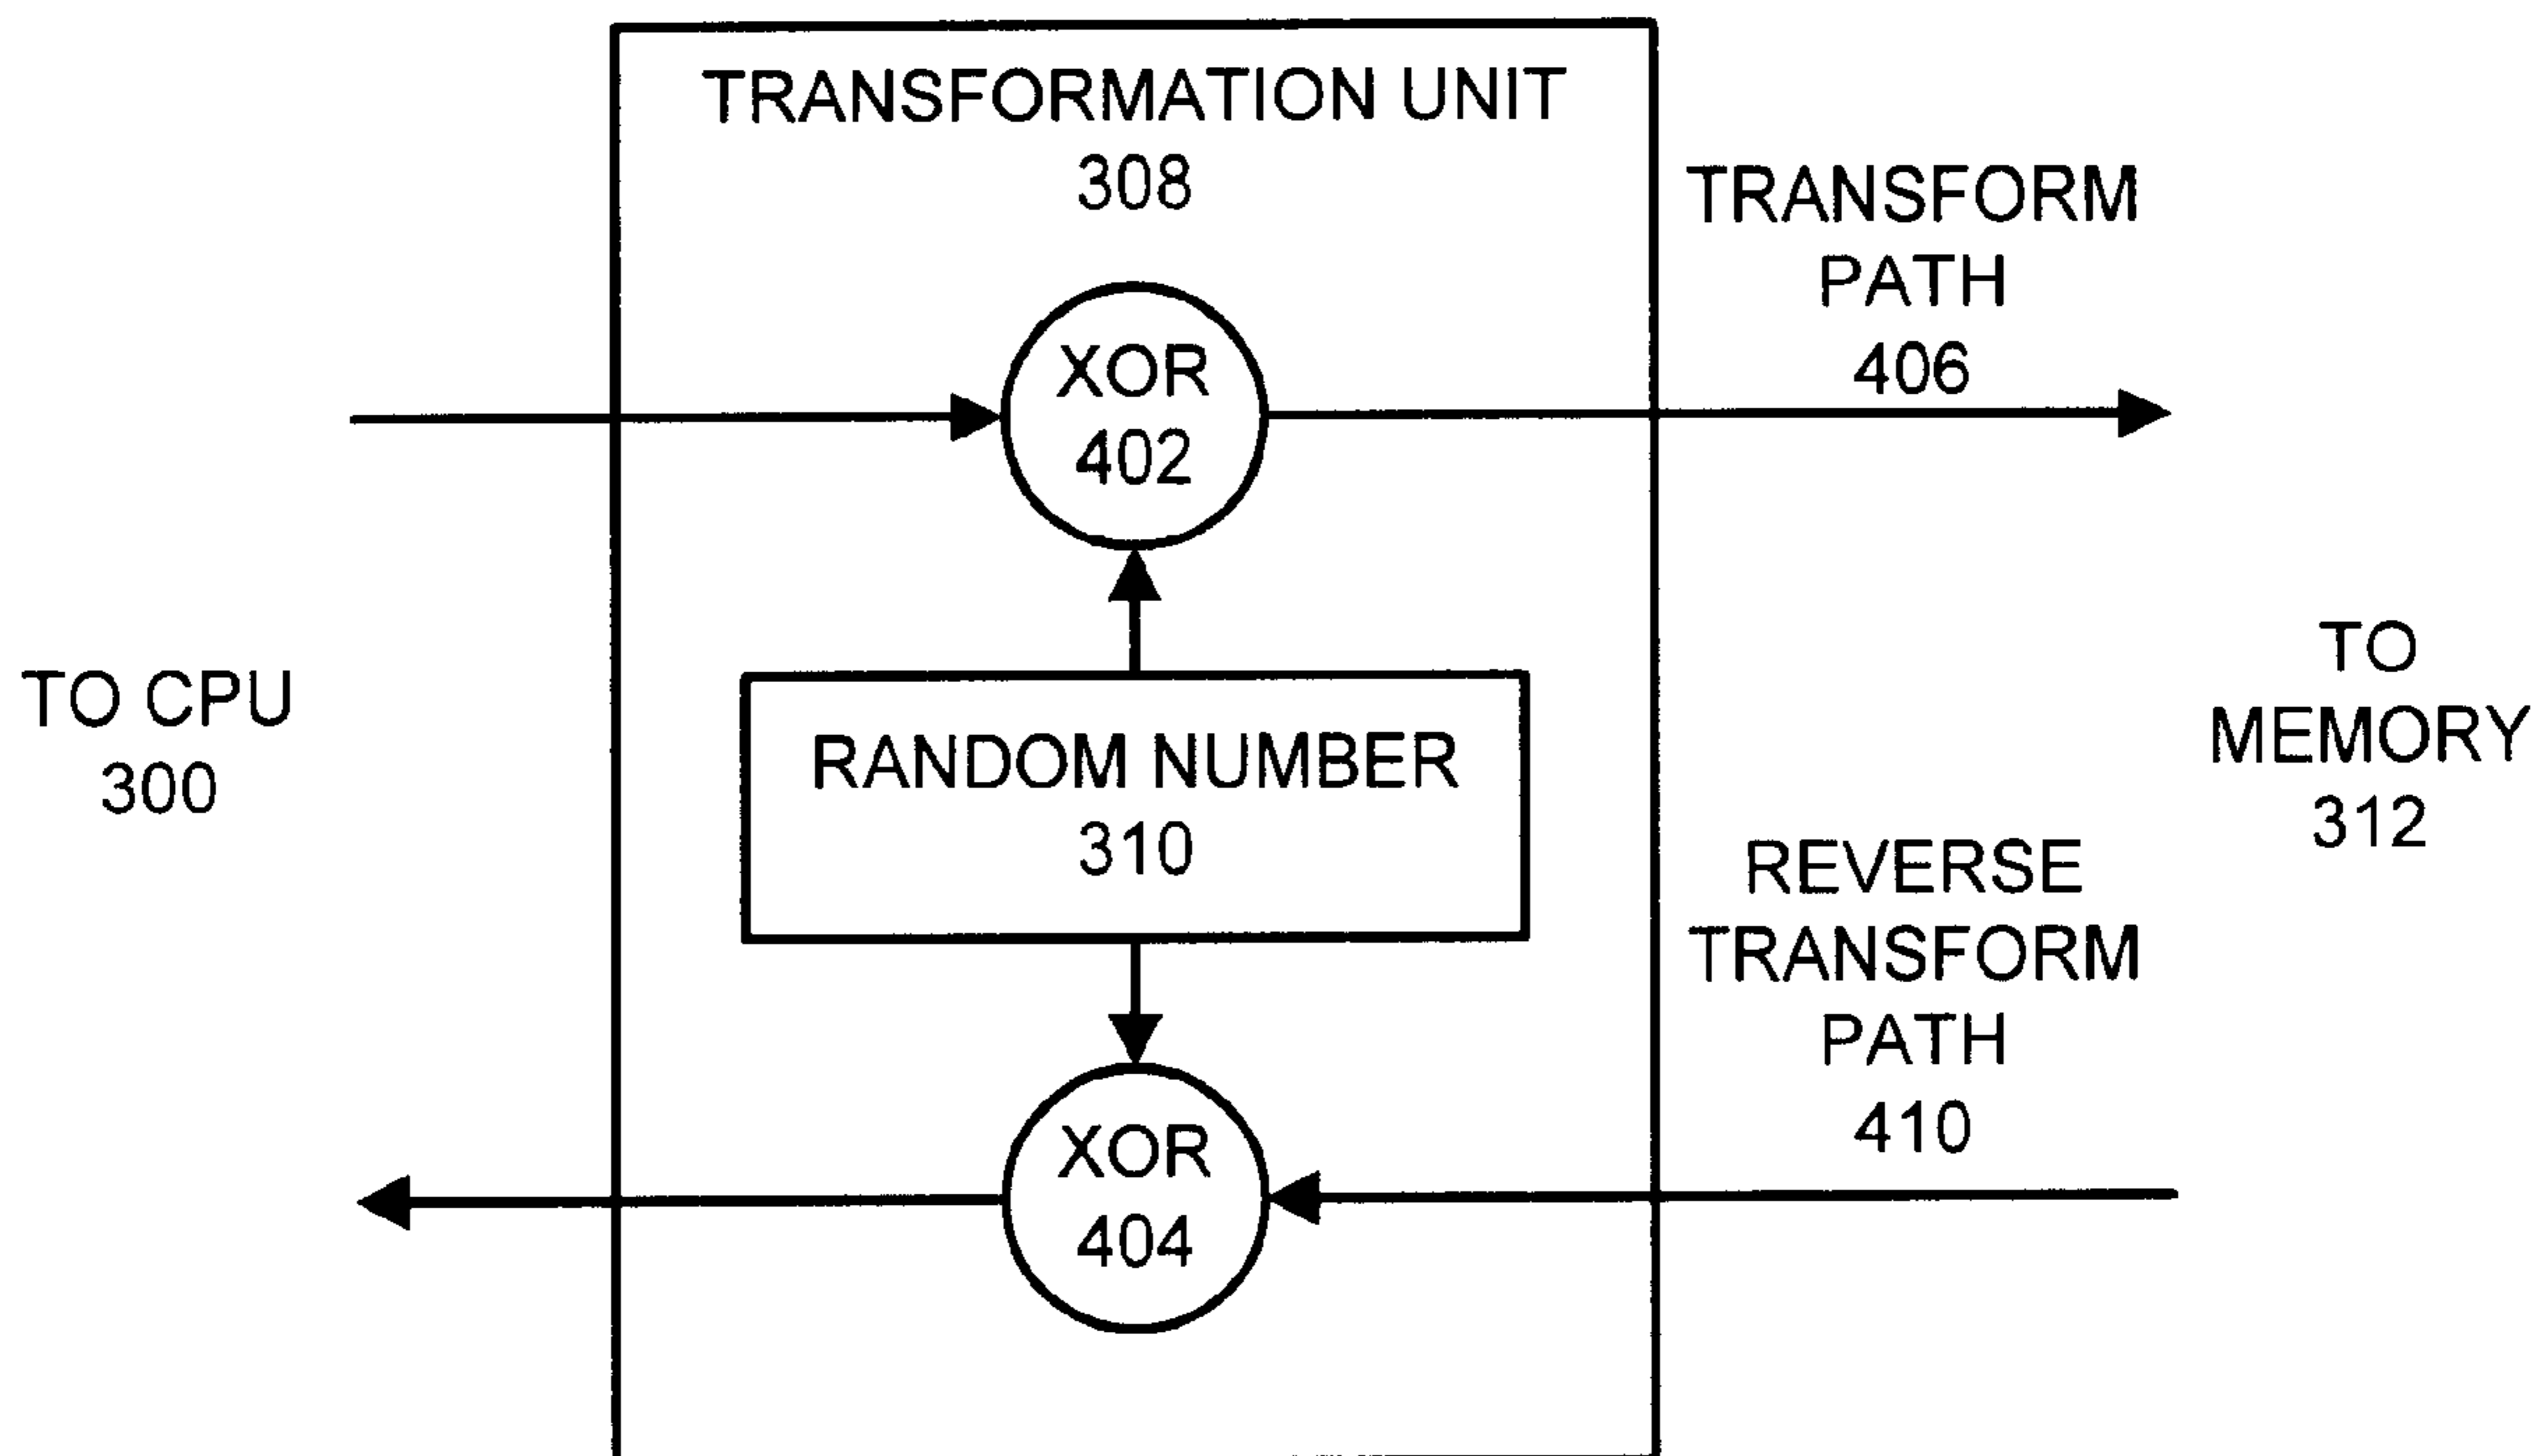 TRANSFORMATION UNIT
308
TRANSFORM
PATH
406
XOR
402
TO CPU
300
RANDOM NUMBER
310
TO
MEMORY
312
REVERSE
TRANSFORM
PATH
410
XOR
404